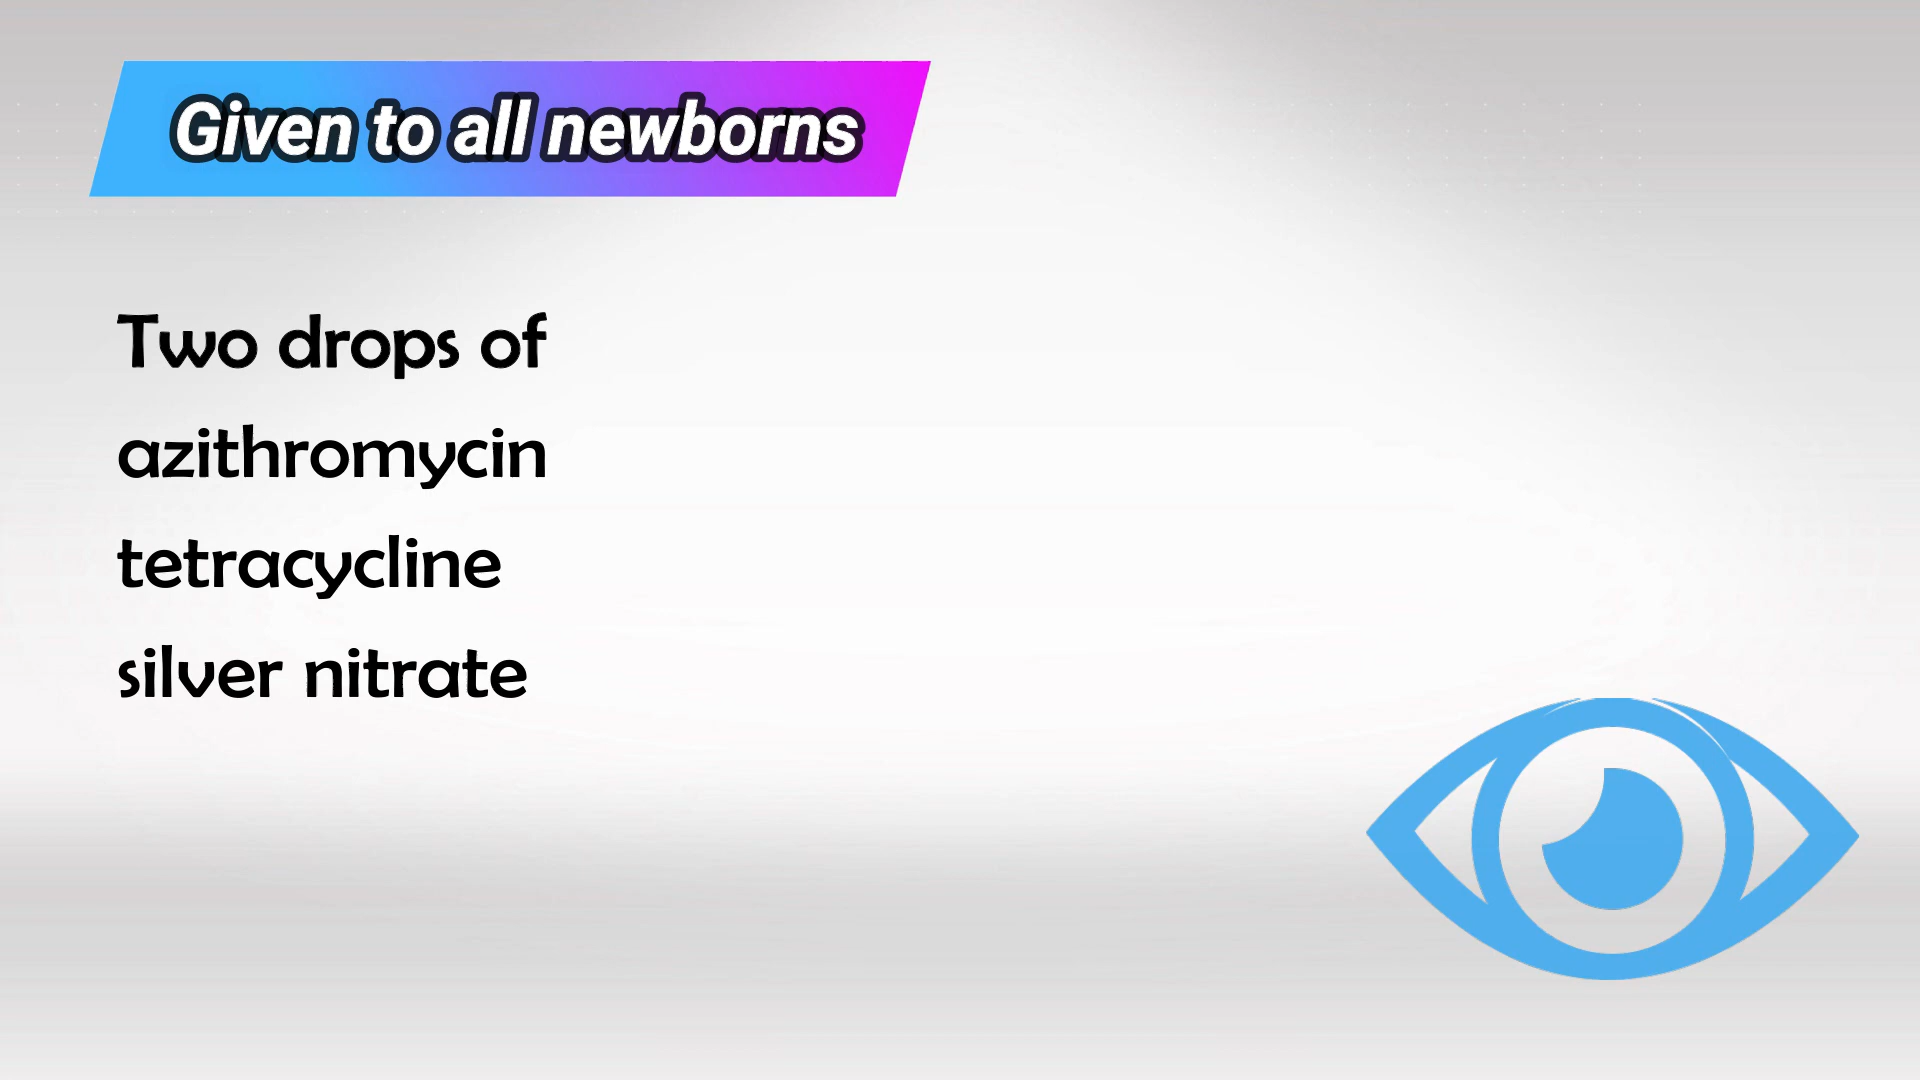 Given to all newborns
Two drops of
azithromycin
tetracycline
silver nitrate